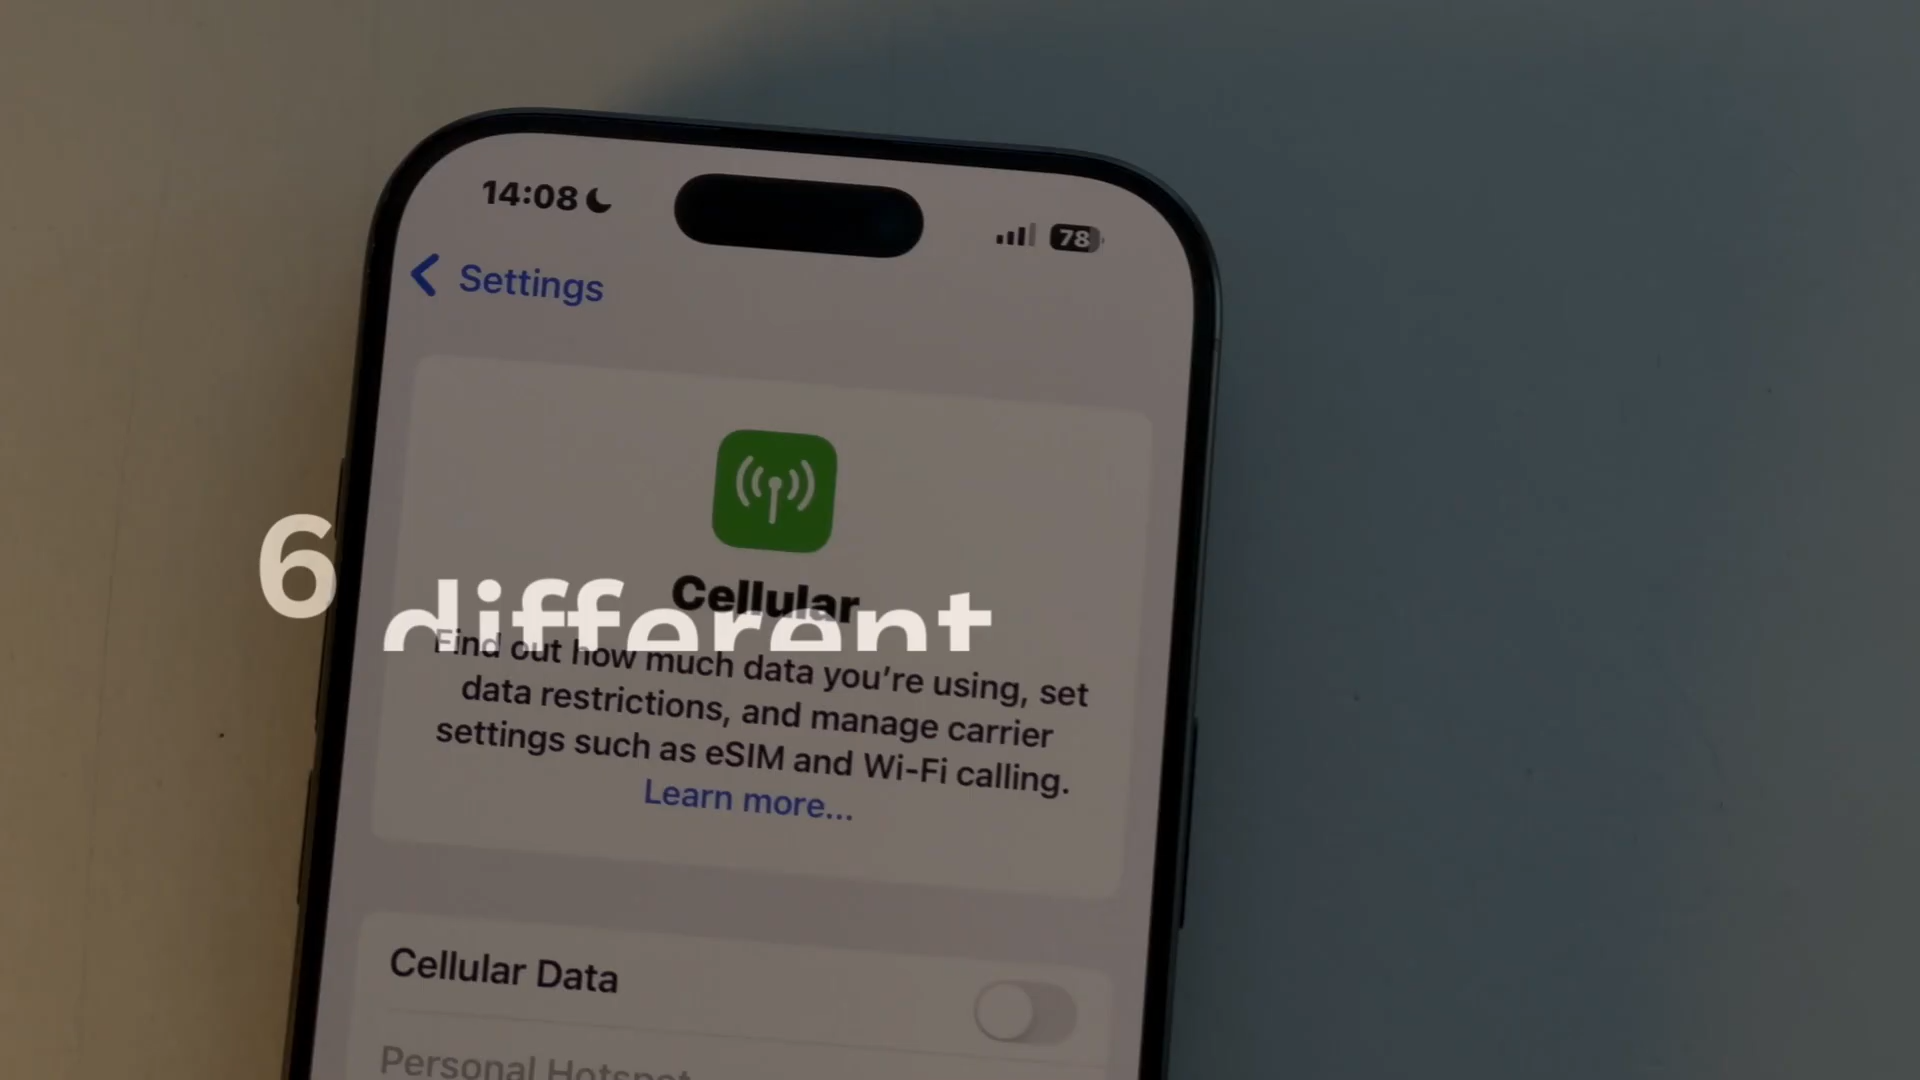 14:08
78
Settings
Cellular
6 different
Find out how much data you're using, set
data restrictions, and manage carrier
settings such as eSIM and Wi-Fi calling.
Learn more...
Cellular Data
Personal Hotspot